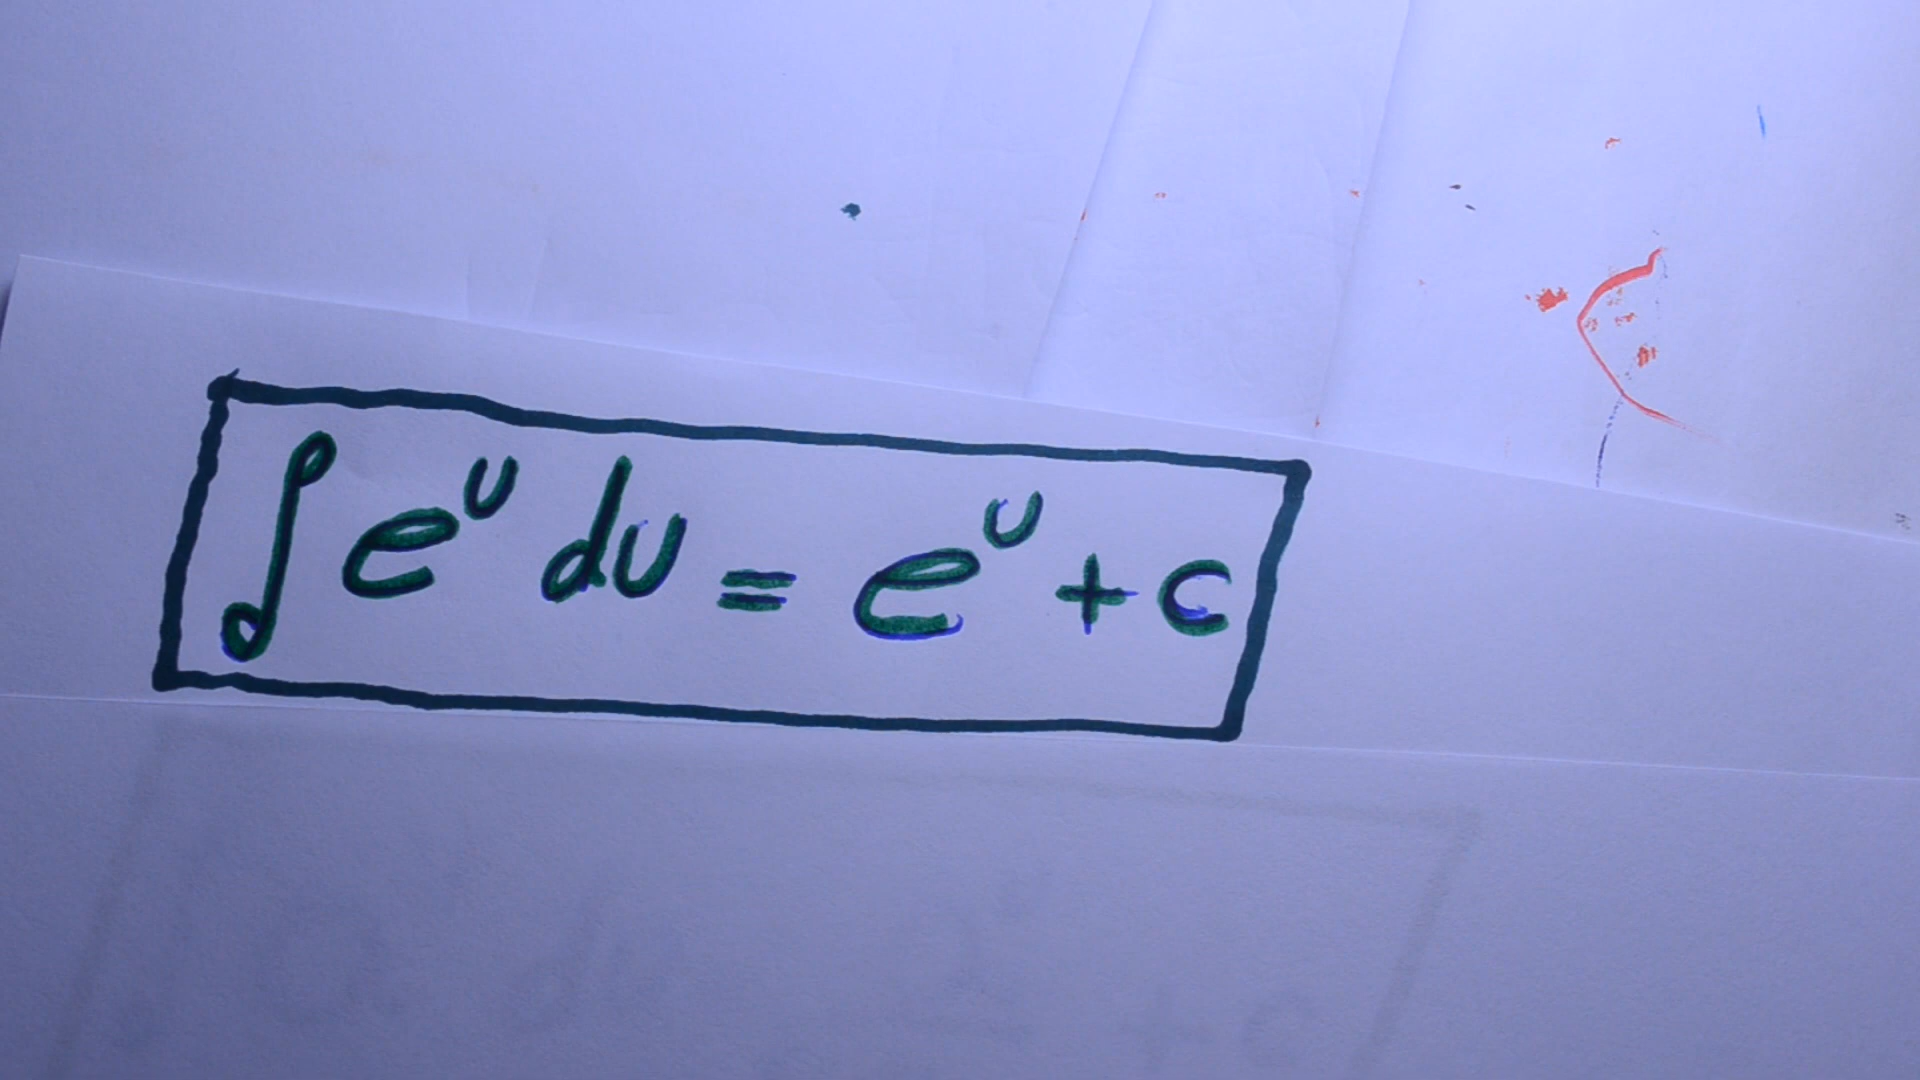 ∫ e^u du = e^u + c